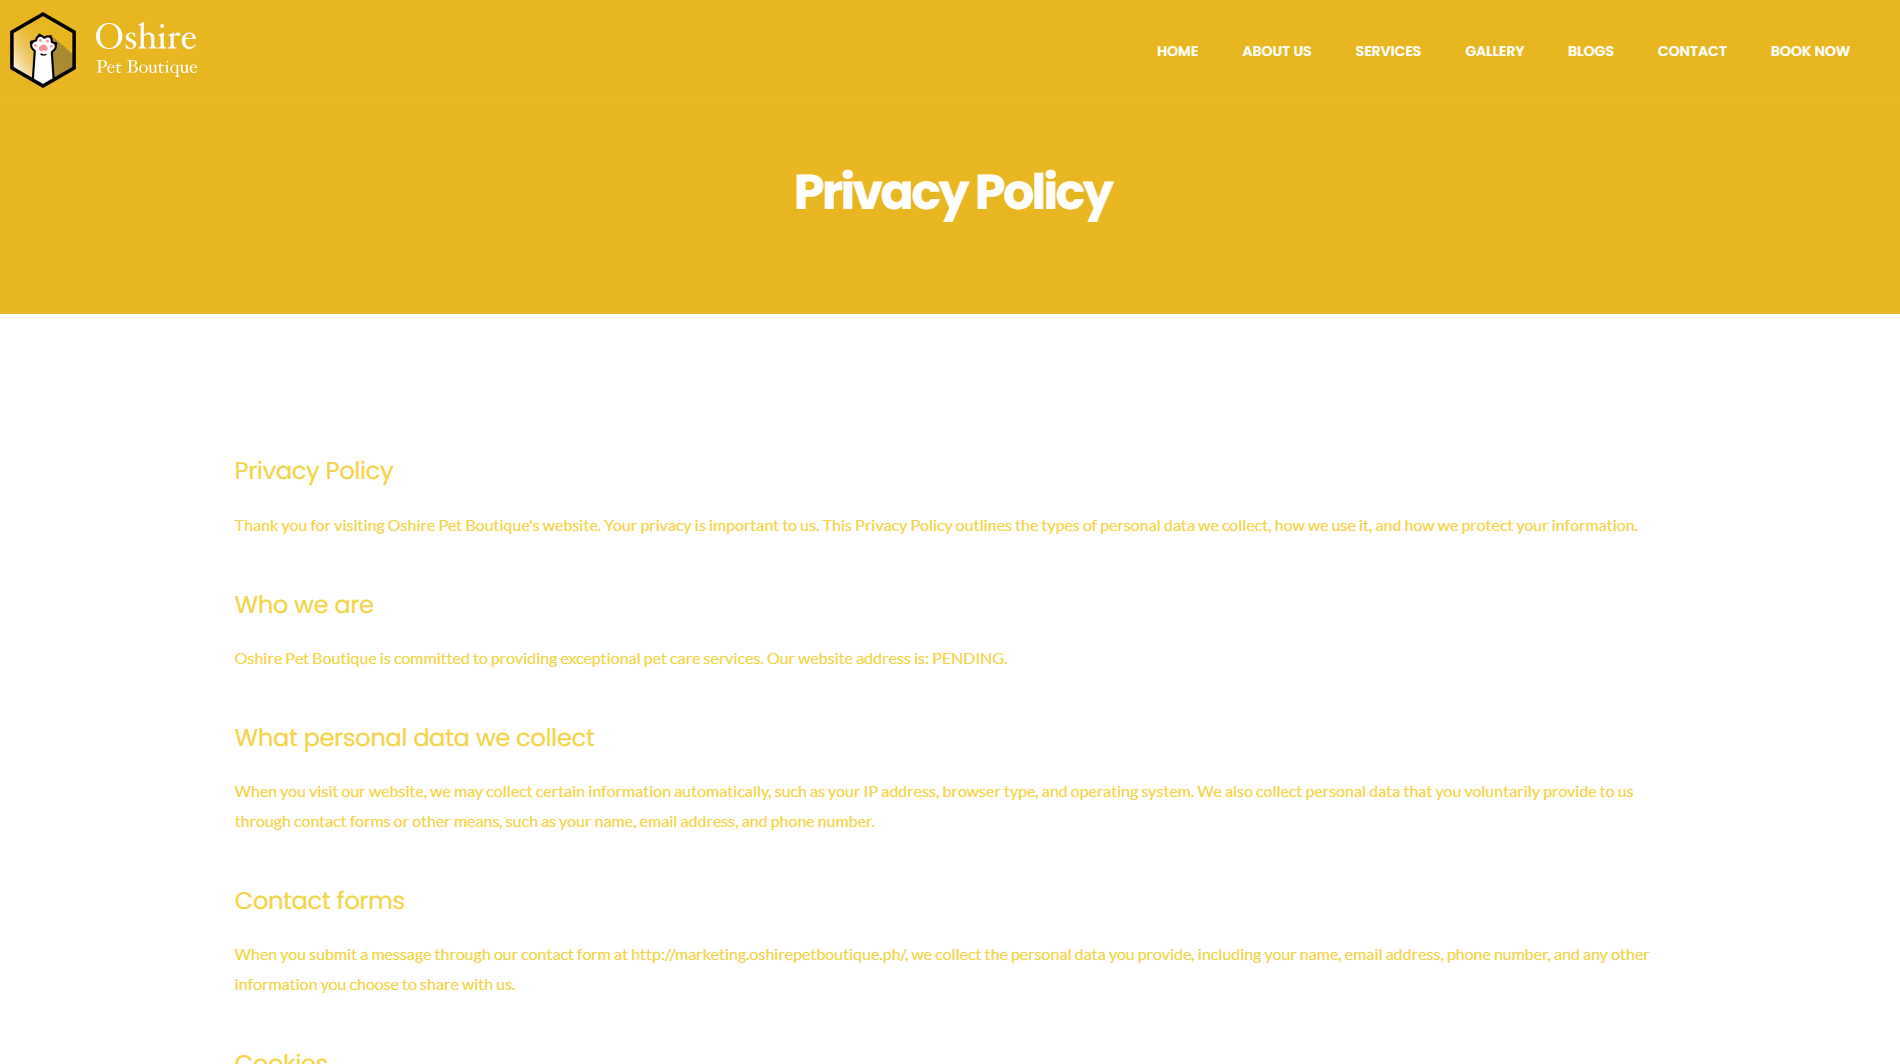 Oshire
Pet Boutique
HOME
ABOUT US
SERVICES
GALLERY
BLOGS
CONTACT
BOOK NOW
Privacy Policy
Privacy Policy
Thank you for visiting Oshire Pet Boutique's website. Your privacy is important to us. This Privacy Policy outlines the types of personal data we collect, how we use it, and how we protect your information.
Who we are
Oshire Pet Boutique is committed to providing exceptional pet care services. Our website address is: PENDING.
What personal data we collect
When you visit our website, we may collect certain information automatically, such as your IP address, browser type, and operating system. We also collect personal data that you voluntarily provide to us
through contact forms or other means, such as your name, email address, and phone number.
Contact forms
When you submit a message through our contact form at http://marketing.oshirepetboutique.ph/, we collect the personal data you provide, including your name, email address, phone number, and any other
information you choose to share with us.
Cookies